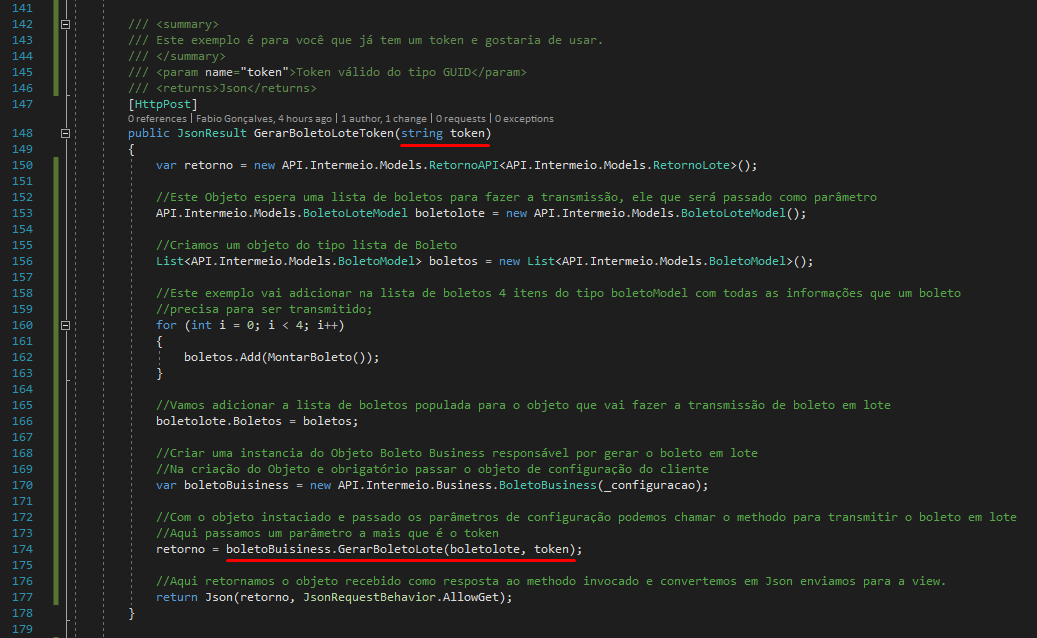 141
142 /// <summary>
143 /// Este exemplo é para você que já tem um token e gostaria de usar.
144 /// </summary>
145 /// <param name="token">Token válido do tipo GUID</param>
146 /// <returns>Json</returns>
147 [HttpPost]
0 references | Fabio Gonçalves, 4 hours ago | 1 author, 1 change | 0 requests | 0 exceptions
148 public JsonResult GerarBoletoLoteToken(string token)
149 {
150 var retorno = new API.Intermeio.Models.RetornoAPI<API.Intermeio.Models.RetornoLote>();
151
152 //Este Objeto espera uma lista de boletos para fazer a transmissão, ele que será passado como parâmetro
153 API.Intermeio.Models.BoletoLoteModel boletolote = new API.Intermeio.Models.BoletoLoteModel();
154
155 //Criamos um objeto do tipo lista de Boleto
156 List<API.Intermeio.Models.BoletoModel> boletos = new List<API.Intermeio.Models.BoletoModel>();
157
158 //Este exemplo vai adicionar na lista de boletos 4 itens do tipo boletoModel com todas as informações que um boleto
159 //precisa para ser transmitido;
160 for (int i = 0; i < 4; i++)
161 {
162 boletos.Add(MontarBoleto());
163 }
164
165 //Vamos adicionar a lista de boletos populada para o objeto que vai fazer a transmissão de boleto em lote
166 boletolote.Boletos = boletos;
167
168 //Criar uma instancia do Objeto Boleto Business responsável por gerar o boleto em lote
169 //Na criação do Objeto e obrigatório passar o objeto de configuração do cliente
170 var boletoBuisiness = new API.Intermeio.Business.BoletoBusiness(_configuracao);
171
172 //Com o objeto instaciado e passado os parâmetros de configuração podemos chamar o methodo para transmitir o boleto em lote
173 //Aqui passamos um parâmetro a mais que é o token
174 retorno = boletoBuisiness.GerarBoletoLote(boletolote, token);
175
176 //Aqui retornamos o objeto recebido como resposta ao methodo invocado e convertemos em Json enviamos para a view.
177 return Json(retorno, JsonRequestBehavior.AllowGet);
178 }
179